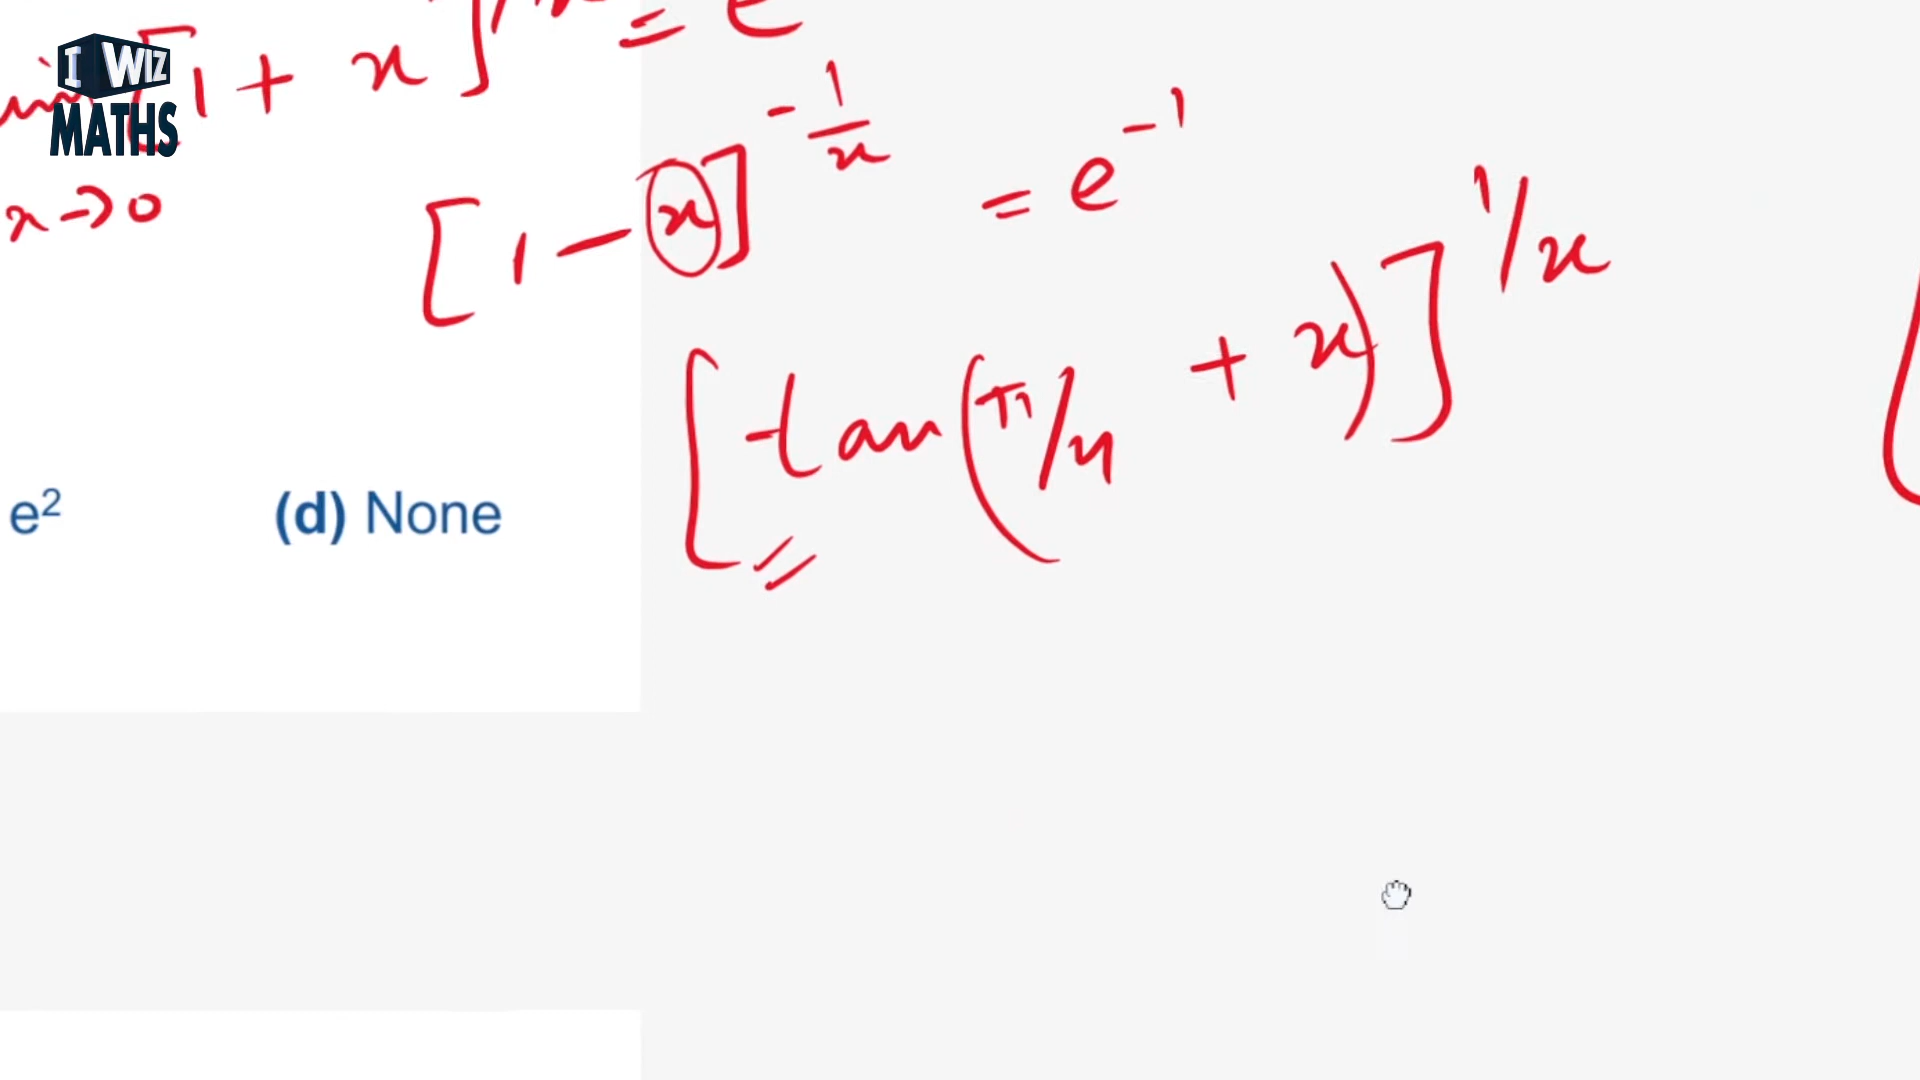 I WIZ
MATHS
[1 + x] = e
x → 0
[1 - x]^{-1/x} = e^{-1}
[tan(π/4 + x)]^{1/x}
=
e² (d) None